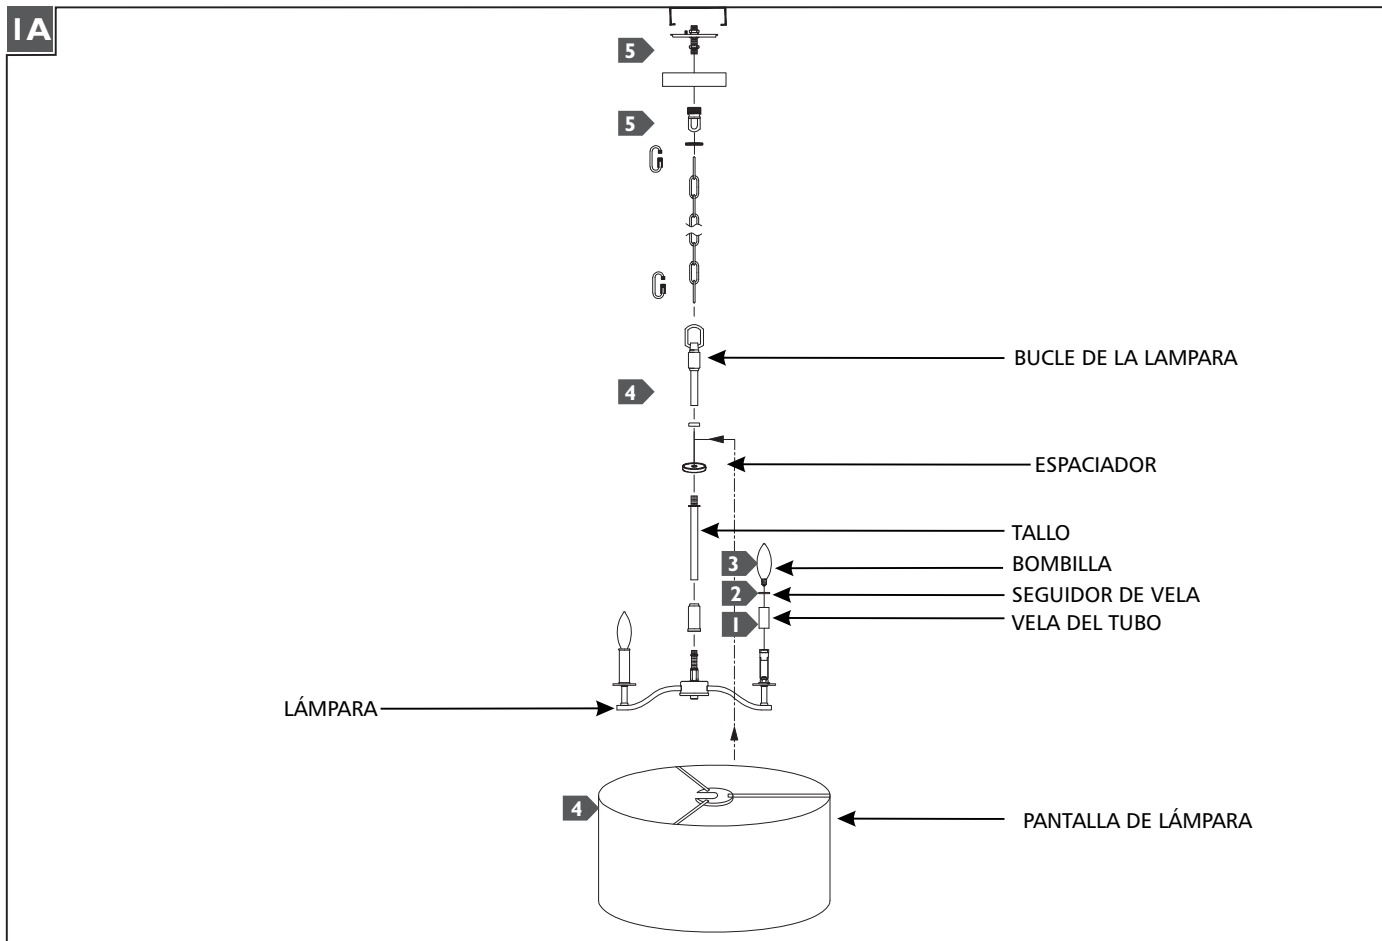 1A
5
5
BUCLE DE LA LAMPARA
4
ESPACIADOR
TALLO
3
BOMBILLA
2
SEGUIDOR DE VELA
1
VELA DEL TUBO
LÁMPARA
4
PANTALLA DE LÁMPARA